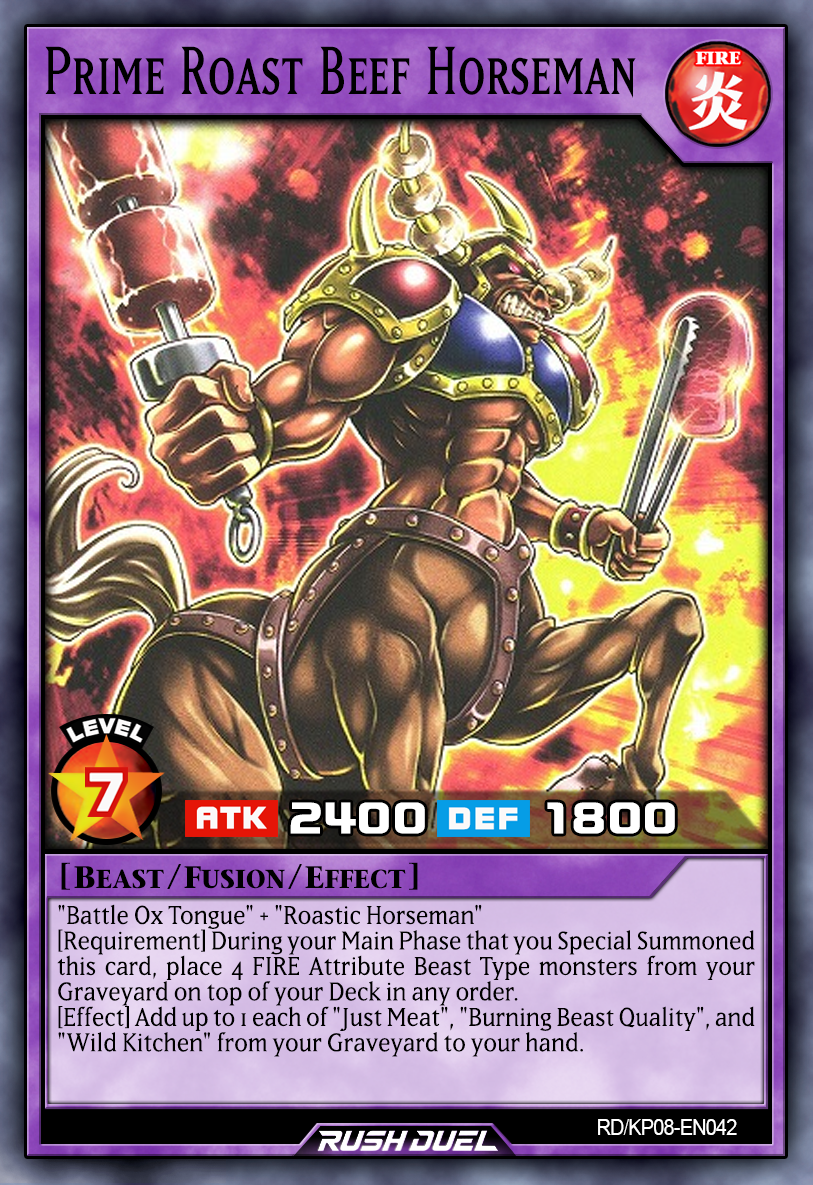 Prime Roast Beef Horseman
FIRE
炎
LEVEL
7
ATK 2400 DEF 1800
[Beast/Fusion/Effect]
"Battle Ox Tongue" + "Roastic Horseman"
[Requirement] During your Main Phase that you Special Summoned
this card, place 4 FIRE Attribute Beast Type monsters from your
Graveyard on top of your Deck in any order.
[Effect] Add up to 1 each of "Just Meat", "Burning Beast Quality", and
"Wild Kitchen" from your Graveyard to your hand.
RD/KP08-EN042
RUSH DUEL